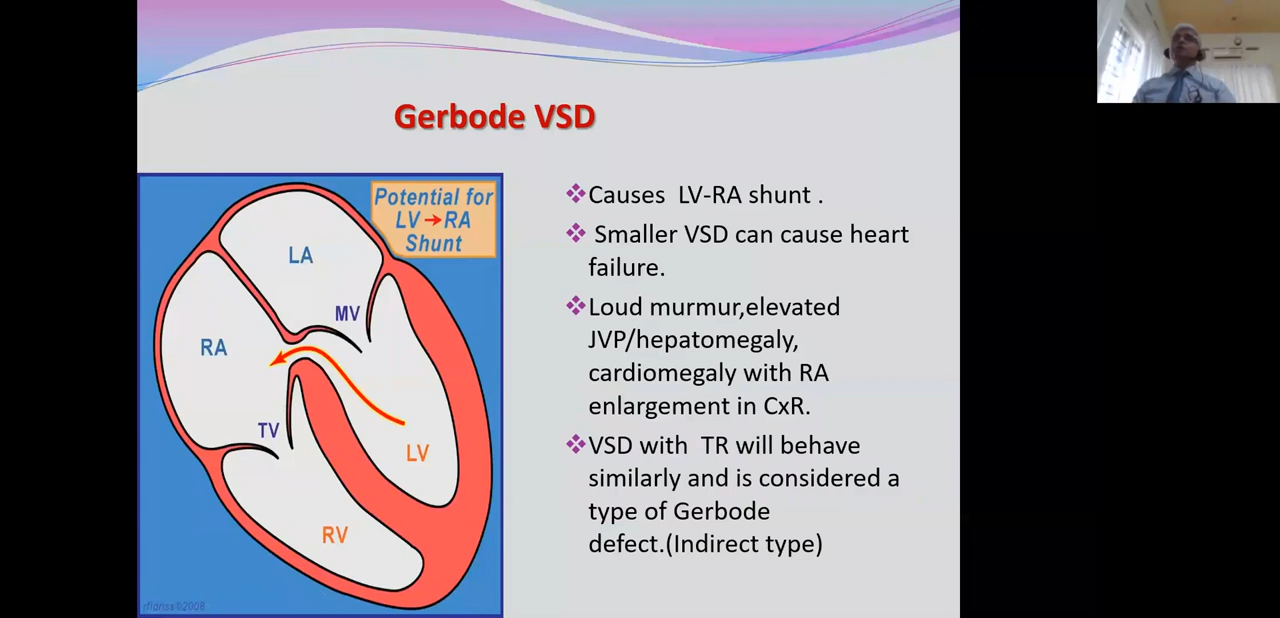 Gerbode VSD
Potential for
LV→RA
Shunt
LA
MV
RA
TV
LV
RV
rfldriss©2008
❖Causes LV-RA shunt .
❖ Smaller VSD can cause heart
failure.
❖Loud murmur,elevated
JVP/hepatomegaly,
cardiomegaly with RA
enlargement in CxR.
❖VSD with TR will behave
similarly and is considered a
type of Gerbode
defect.(Indirect type)